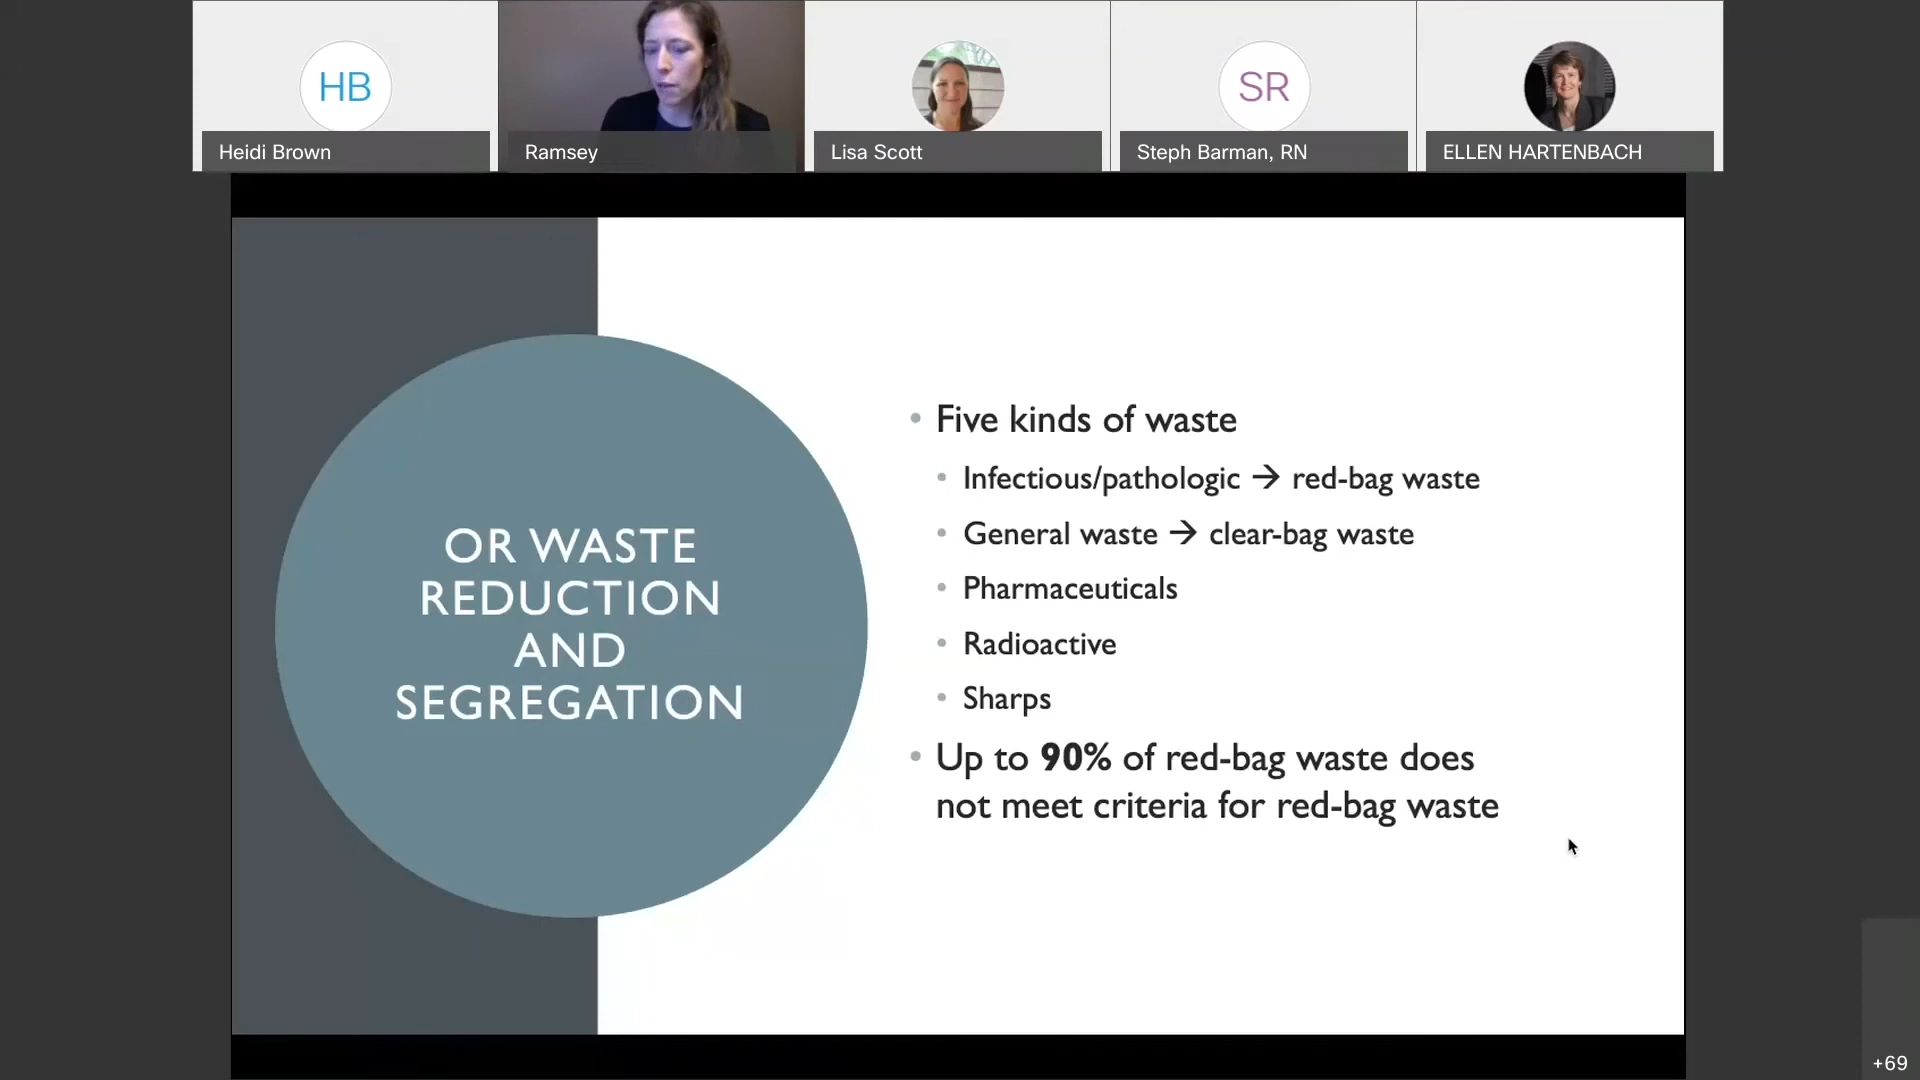 HB
SR
Heidi Brown
Ramsey
Lisa Scott
Steph Barman, RN
ELLEN HARTENBACH
OR WASTE
REDUCTION
AND
SEGREGATION
• Five kinds of waste
• Infectious/pathologic → red-bag waste
• General waste → clear-bag waste
• Pharmaceuticals
• Radioactive
• Sharps
• Up to 90% of red-bag waste does
not meet criteria for red-bag waste
+69